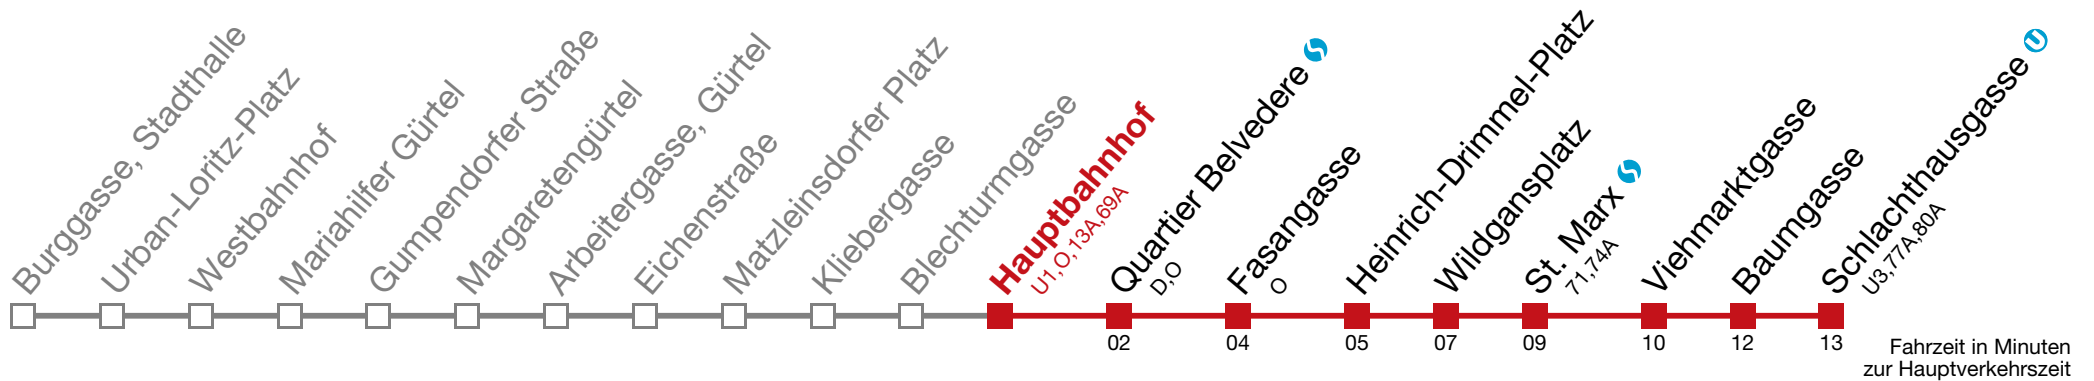 Burggasse, Stadthalle
Urban-Loritz-Platz
Westbahnhof
Mariahilfer Gürtel
Gumpendorfer Straße
Margaretengürtel
Arbeitergasse, Gürtel
Eichenstraße
Matzleinsdorfer Platz
Kliebergasse
Blechturmgasse
Hauptbahnhof
U1,O,13A,69A
Quartier Belvedere
D,O
Fasangasse
O
Heinrich-Drimmel-Platz
Wildgansplatz
St. Marx
71,74A
Viehmarktgasse
Baumgasse
Schlachthausgasse U
U3,77A,80A
02 04 05 07 09 10 12 13
Fahrzeit in Minuten
zur Hauptverkehrszeit